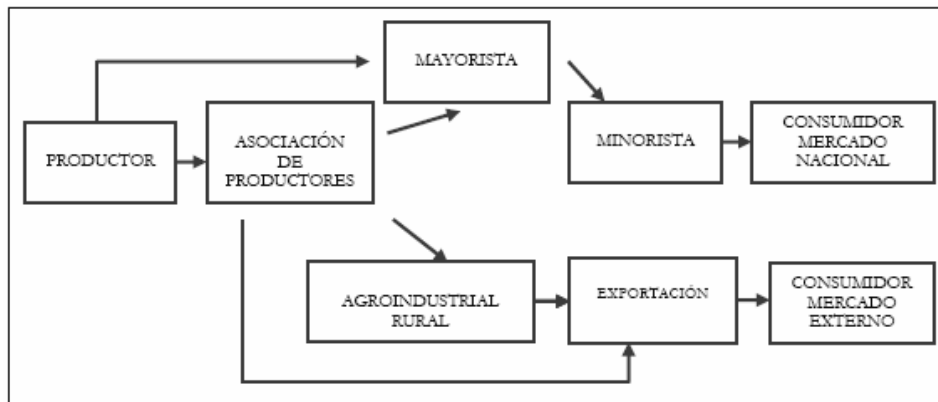 MAYORISTA
PRODUCTOR
ASOCIACIÓN
DE
PRODUCTORES
MINORISTA
CONSUMIDOR
MERCADO
NACIONAL
AGROINDUSTRIAL
RURAL
EXPORTACIÓN
CONSUMIDOR
MERCADO
EXTERNO